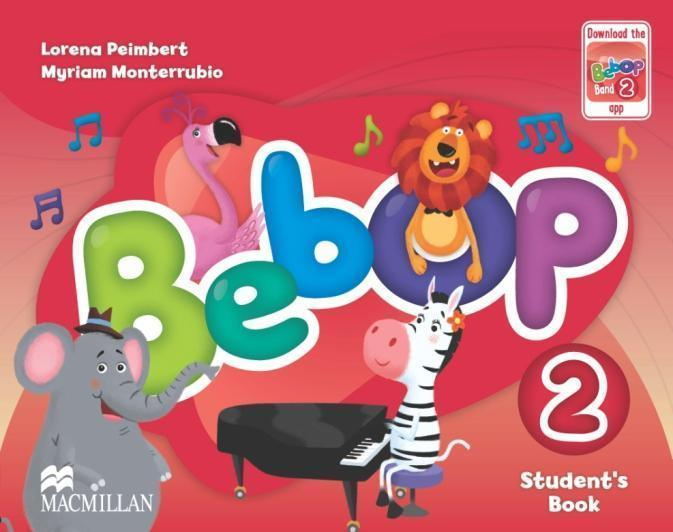 Lorena Peimbert
Myriam Monterrubio
Download the
Bebop
Band 2
app
Bebop
2
Student's
Book
MACMILLAN